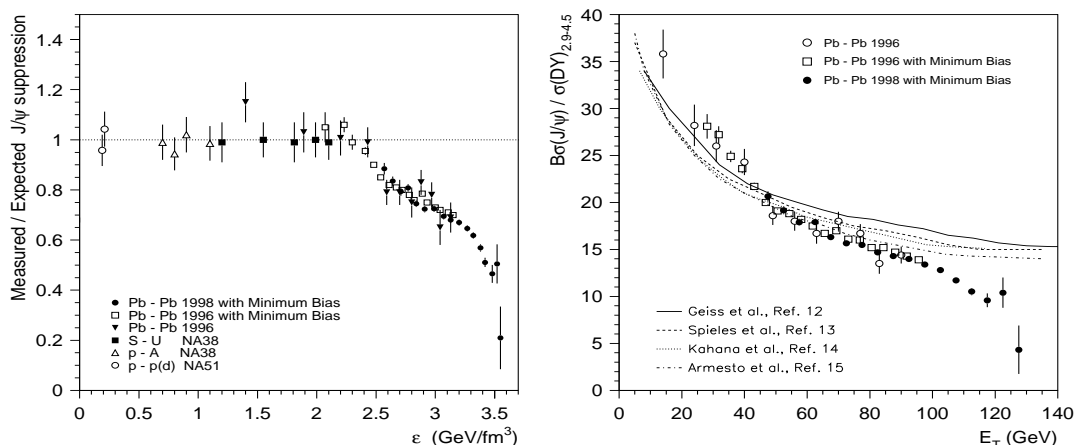 Measured / Expected J/ψ suppression
1.4
1.2
1
0.8
0.6
0.4
0.2
0
Pb - Pb 1998 with Minimum Bias
Pb - Pb 1996 with Minimum Bias
Pb - Pb 1996
S - U NA38
p - A NA38
p - p(d) NA51
0 0.5 1 1.5 2 2.5 3 3.5
ε (GeV/fm³)
Bσ(J/ψ) / σ(DY)2.9-4.5
40
35
30
25
20
15
10
5
0
Pb - Pb 1996
Pb - Pb 1996 with Minimum Bias
Pb - Pb 1998 with Minimum Bias
Geiss et al., Ref. 12
Spieles et al., Ref. 13
Kahana et al., Ref. 14
Armesto et al., Ref. 15
0 20 40 60 80 100 120 140
E_T (GeV)